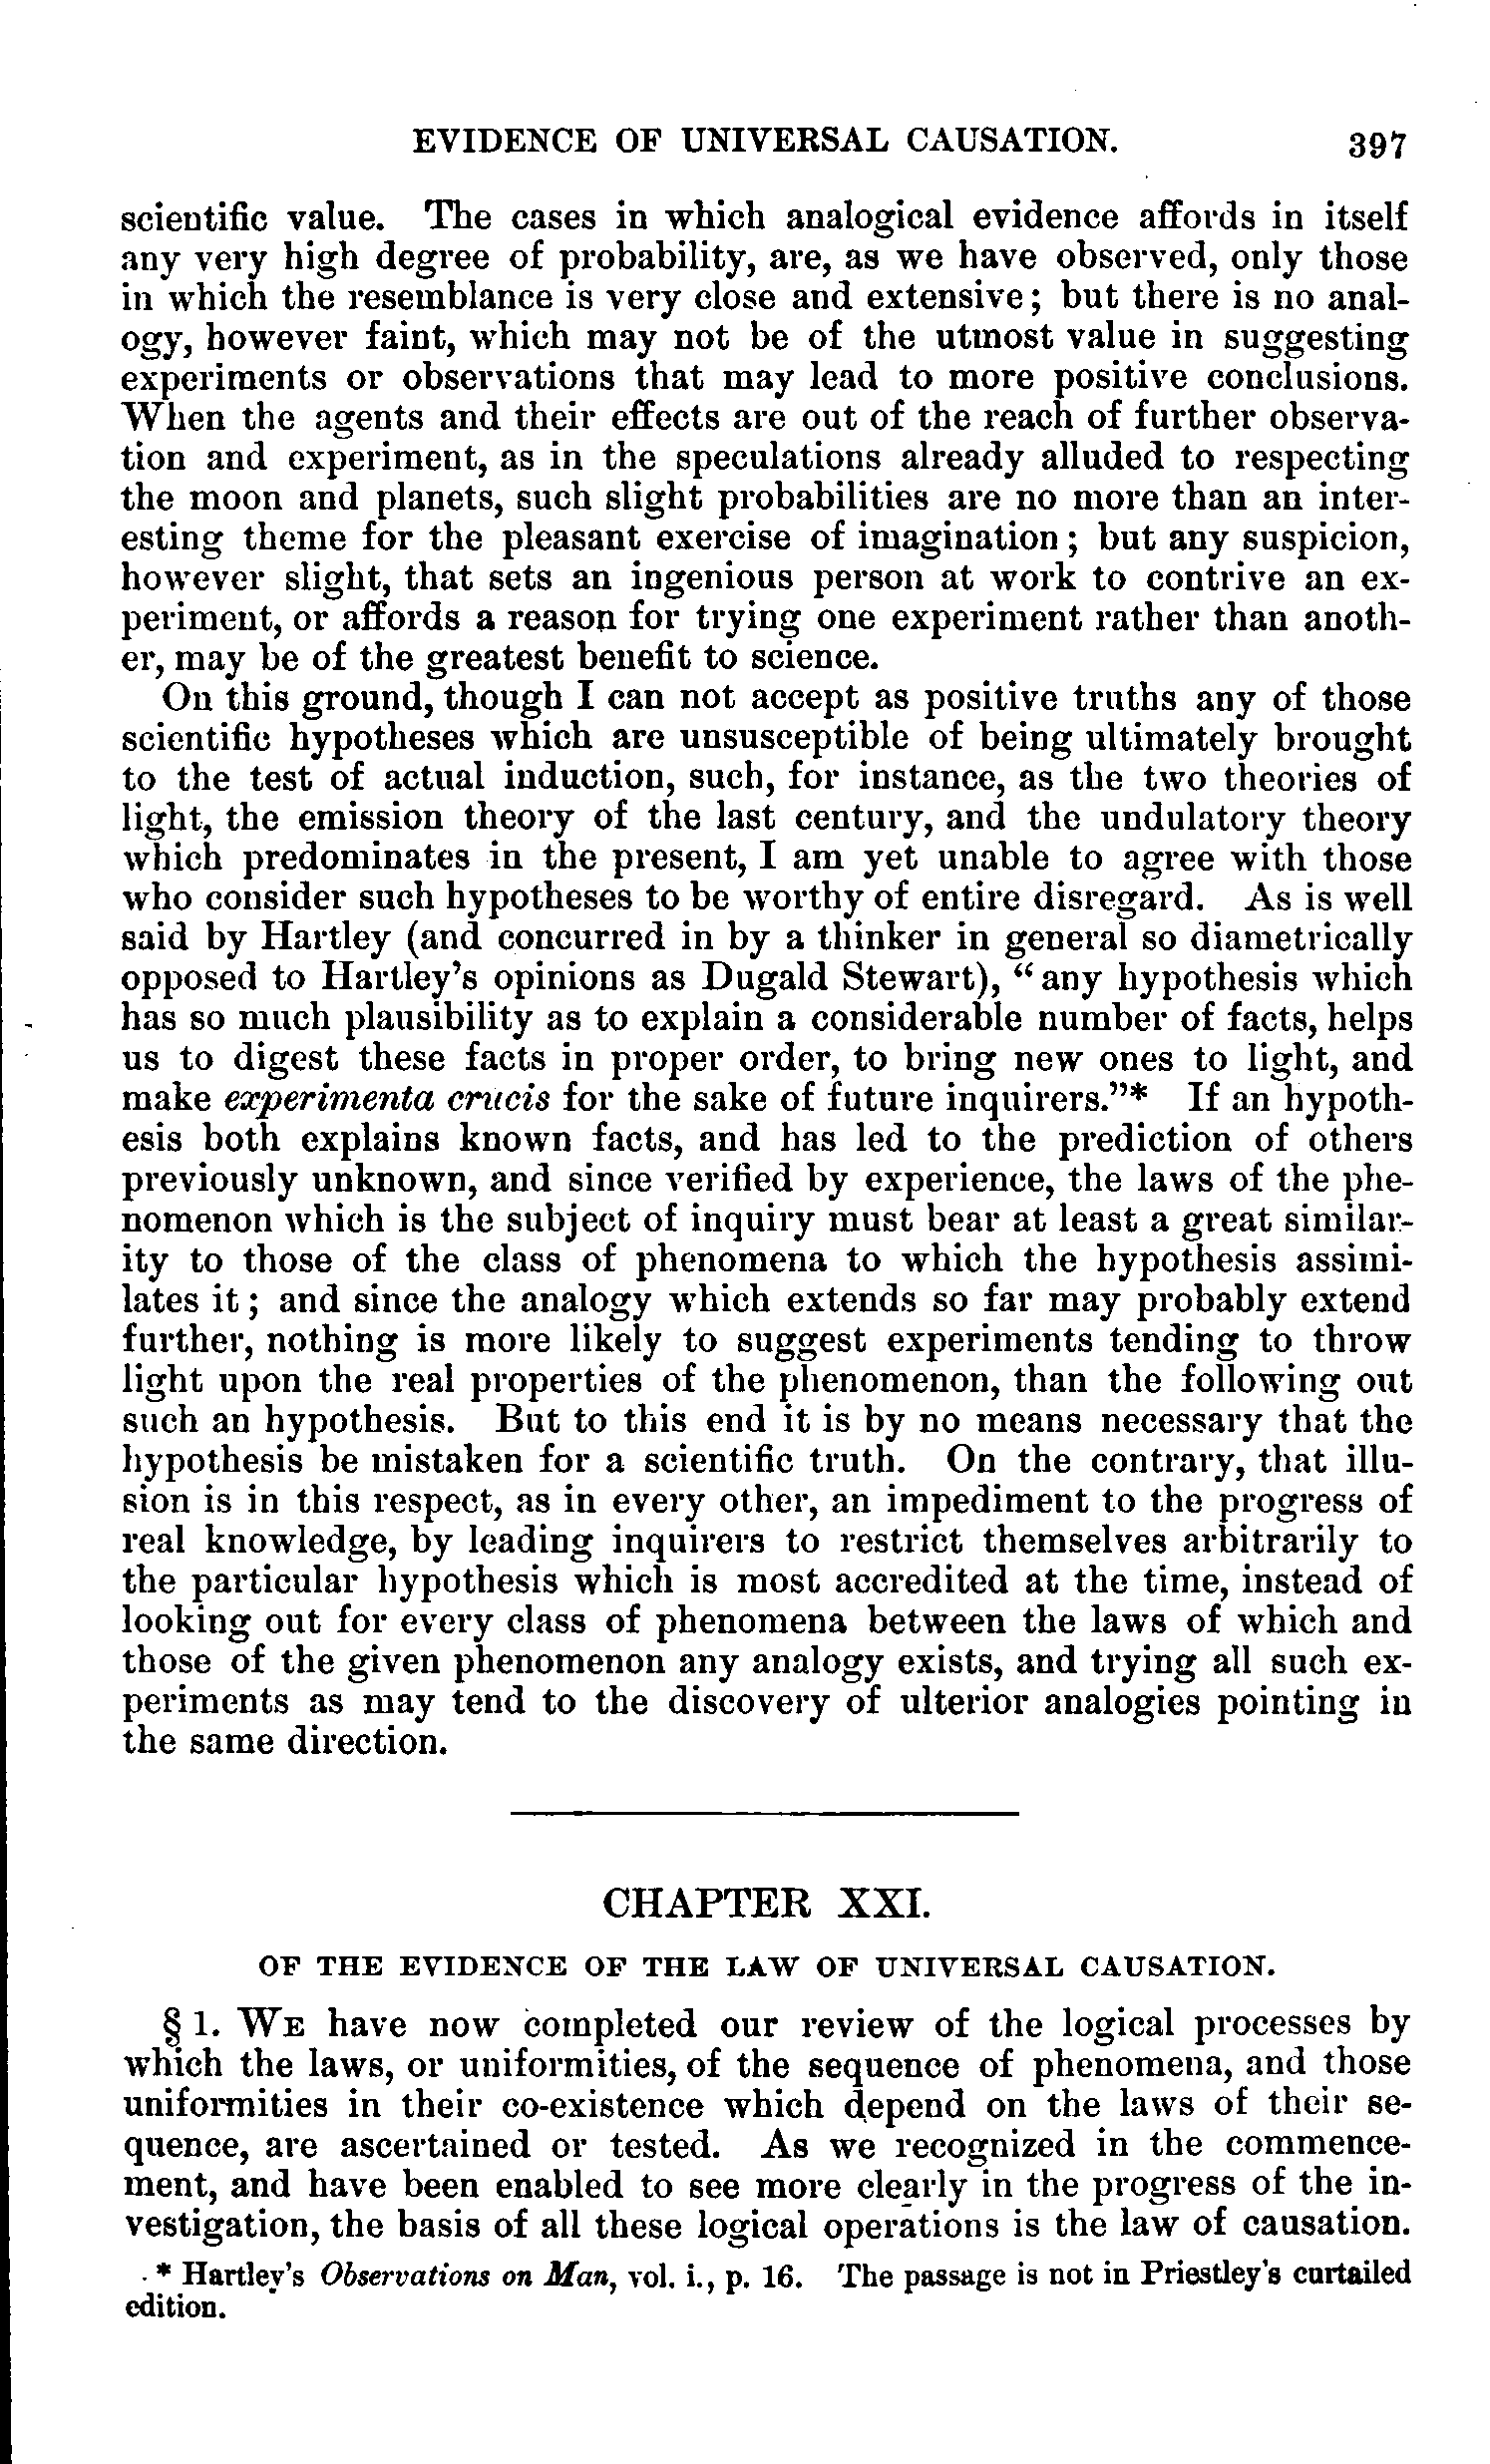 EVIDENCE OF UNIVERSAL CAUSATION. 397
scientific value. The cases in which analogical evidence affords in itself
any very high degree of probability, are, as we have observed, only those
in which the resemblance is very close and extensive; but there is no anal-
ogy, however faint, which may not be of the utmost value in suggesting
experiments or observations that may lead to more positive conclusions.
When the agents and their effects are out of the reach of further observa-
tion and experiment, as in the speculations already alluded to respecting
the moon and planets, such slight probabilities are no more than an inter-
esting theme for the pleasant exercise of imagination; but any suspicion,
however slight, that sets an ingenious person at work to contrive an ex-
periment, or affords a reason for trying one experiment rather than anoth-
er, may be of the greatest benefit to science.
On this ground, though I can not accept as positive truths any of those
scientific hypotheses which are unsusceptible of being ultimately brought
to the test of actual induction, such, for instance, as the two theories of
light, the emission theory of the last century, and the undulatory theory
which predominates in the present, I am yet unable to agree with those
who consider such hypotheses to be worthy of entire disregard. As is well
said by Hartley (and concurred in by a thinker in general so diametrically
opposed to Hartley's opinions as Dugald Stewart), "any hypothesis which
has so much plausibility as to explain a considerable number of facts, helps
us to digest these facts in proper order, to bring new ones to light, and
make experimenta crucis for the sake of future inquirers."* If an hypoth-
esis both explains known facts, and has led to the prediction of others
previously unknown, and since verified by experience, the laws of the phe-
nomenon which is the subject of inquiry must bear at least a great similar-
ity to those of the class of phenomena to which the hypothesis assimi-
lates it; and since the analogy which extends so far may probably extend
further, nothing is more likely to suggest experiments tending to throw
light upon the real properties of the phenomenon, than the following out
such an hypothesis. But to this end it is by no means necessary that the
hypothesis be mistaken for a scientific truth. On the contrary, that illu-
sion is in this respect, as in every other, an impediment to the progress of
real knowledge, by leading inquirers to restrict themselves arbitrarily to
the particular hypothesis which is most accredited at the time, instead of
looking out for every class of phenomena between the laws of which and
those of the given phenomenon any analogy exists, and trying all such ex-
periments as may tend to the discovery of ulterior analogies pointing in
the same direction.
CHAPTER XXI.
OF THE EVIDENCE OF THE LAW OF UNIVERSAL CAUSATION.
§ 1. WE have now completed our review of the logical processes by
which the laws, or uniformities, of the sequence of phenomena, and those
uniformities in their co-existence which depend on the laws of their se-
quence, are ascertained or tested. As we recognized in the commence-
ment, and have been enabled to see more clearly in the progress of the in-
vestigation, the basis of all these logical operations is the law of causation.
* Hartley's Observations on Man, vol. i., p. 16. The passage is not in Priestley's curtailed
edition.